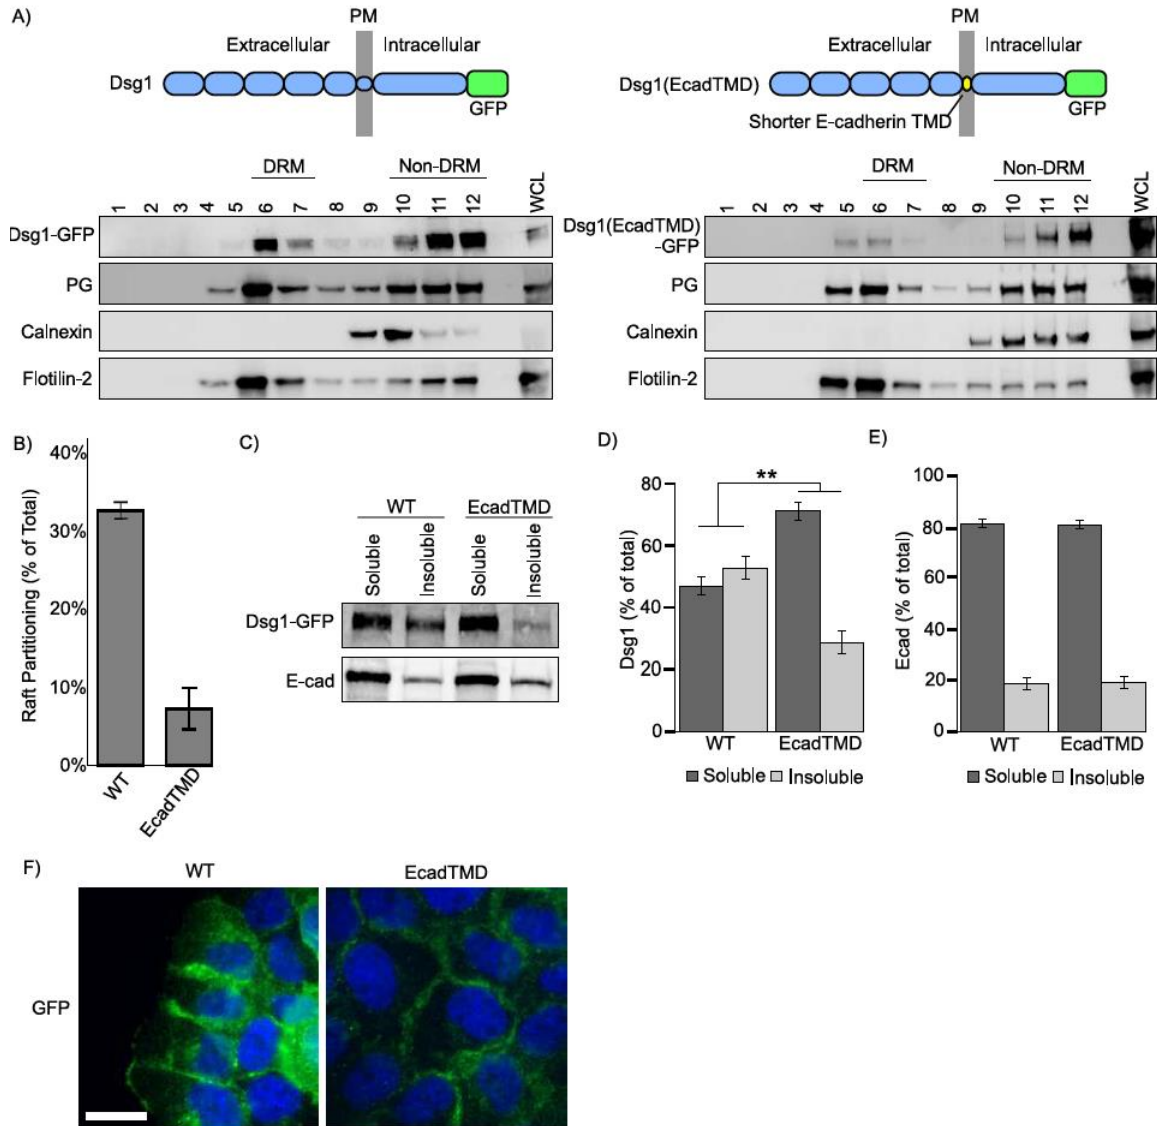 A)
PM
Extracellular
Intracellular
Dsg1
GFP
DRM
Non-DRM
1 2 3 4 5 6 7 8 9 10 11 12 WCL
Dsg1-GFP
PG
Calnexin
Flotilin-2
PM
Extracellular
Intracellular
Dsg1(EcadTMD)
Shorter E-cadherin TMD
GFP
DRM
Non-DRM
1 2 3 4 5 6 7 8 9 10 11 12 WCL
Dsg1(EcadTMD)
-GFP
PG
Calnexin
Flotilin-2
B)
Raft Partitioning (% of Total)
40%
30%
20%
10%
0%
WT
EcadTMD
C)
WT
EcadTMD
Soluble
Insoluble
Soluble
Insoluble
Dsg1-GFP
E-cad
D)
Dsg1 (% of total)
80
60
40
20
0
**
WT
EcadTMD
Soluble
Insoluble
E)
Ecad (% of total)
100
80
60
40
20
0
WT
EcadTMD
Soluble
Insoluble
F)
WT
EcadTMD
GFP